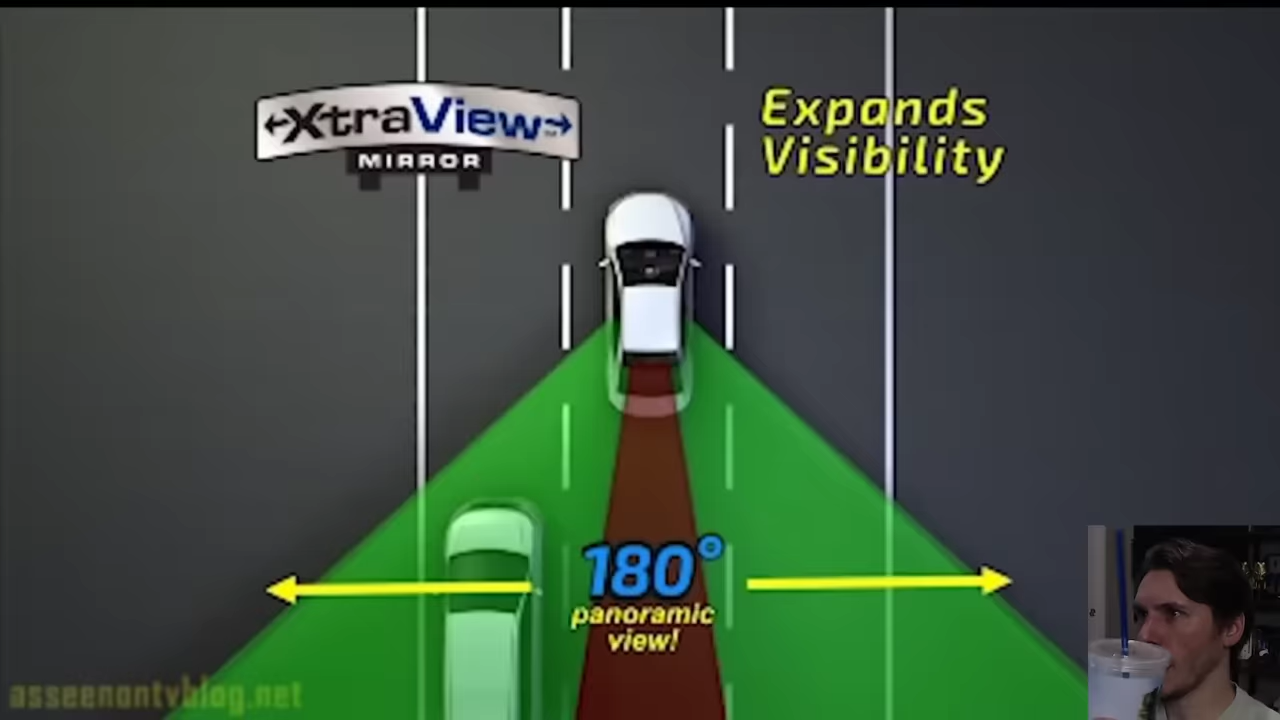 XtraView
MIRROR
Expands
Visibility
180°
panoramic
view!
asseenontvblog.net